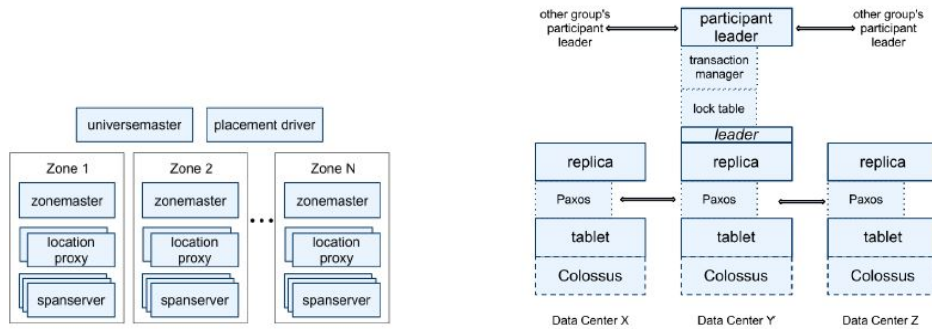 universemaster
placement driver
Zone 1
Zone 2
Zone N
zonemaster
zonemaster
...
zonemaster
location
proxy
location
proxy
location
proxy
spanserver
spanserver
spanserver
other group's
participant
leader
participant
leader
other group's
participant
leader
transaction
manager
lock table
leader
replica
replica
replica
Paxos
Paxos
Paxos
tablet
tablet
tablet
Colossus
Colossus
Colossus
Data Center X
Data Center Y
Data Center Z